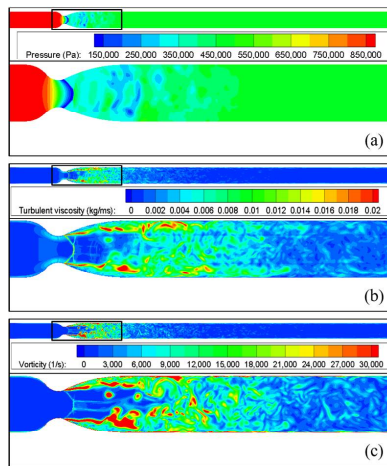 150,000 250,000 350,000 450,000 550,000 650,000 750,000 850,000
Pressure (Pa):
(a)
0 0.002 0.004 0.006 0.008 0.01 0.012 0.014 0.016 0.018 0.02
Turbulent viscosity (kg/ms):
(b)
Vorticity (1/s): 0 3,000 6,000 9,000 12,000 15,000 18,000 21,000 24,000 27,000 30,000
(c)